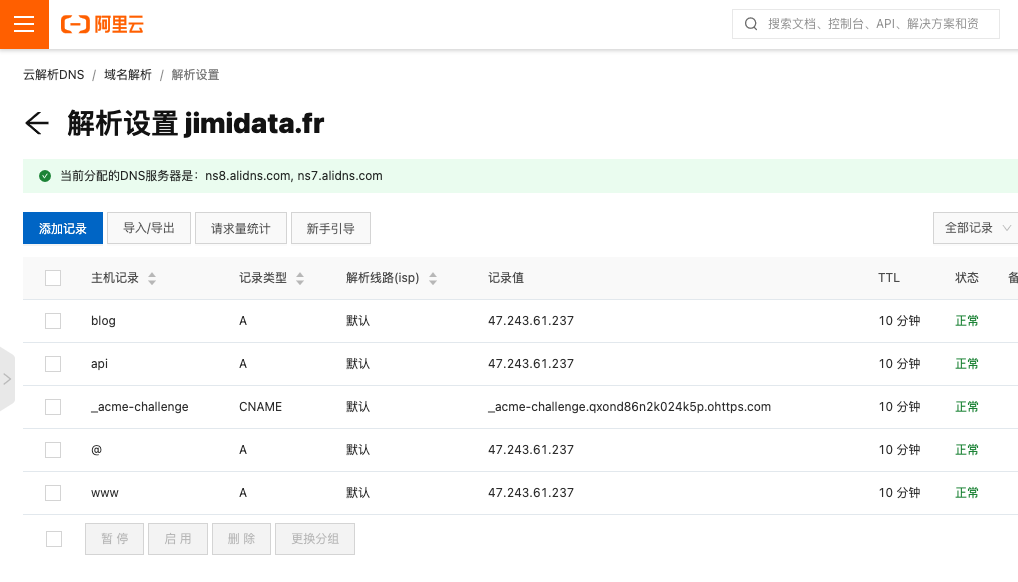 阿里云
搜索文档、控制台、API、解决方案和资
云解析DNS / 域名解析 / 解析设置
解析设置 jimidata.fr
当前分配的DNS服务器是：ns8.alidns.com, ns7.alidns.com
添加记录 导入/导出 请求量统计 新手引导 全部记录
主机记录 记录类型 解析线路(isp) 记录值 TTL 状态 备
blog A 默认 47.243.61.237 10 分钟 正常
api A 默认 47.243.61.237 10 分钟 正常
_acme-challenge CNAME 默认 _acme-challenge.qxond86n2k024k5p.ohttps.com 10 分钟 正常
@ A 默认 47.243.61.237 10 分钟 正常
www A 默认 47.243.61.237 10 分钟 正常
暂 停 启 用 删 除 更换分组